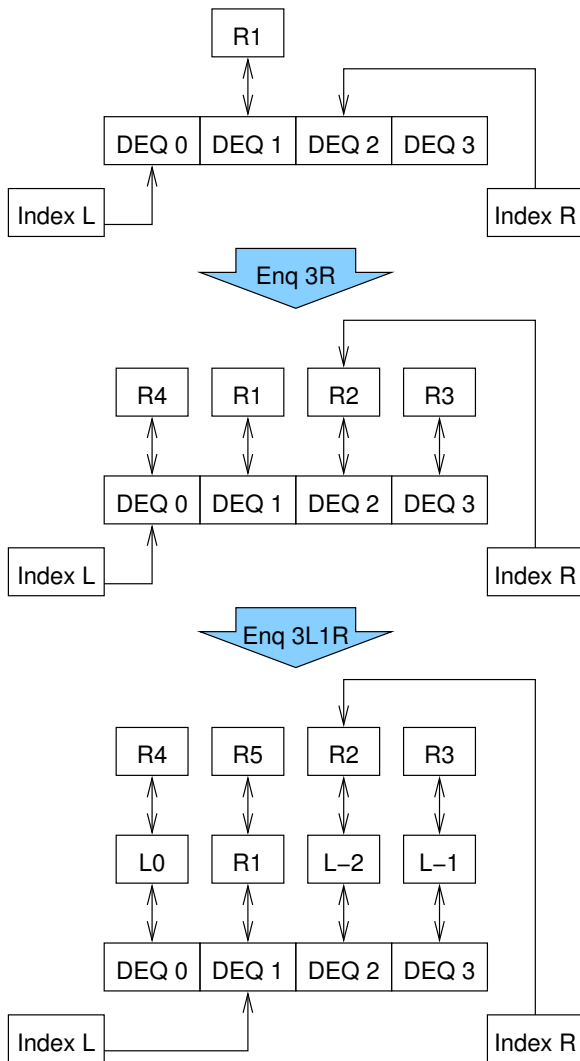 R1
DEQ 0 DEQ 1 DEQ 2 DEQ 3
Index L Index R
Enq 3R
R4 R1 R2 R3
DEQ 0 DEQ 1 DEQ 2 DEQ 3
Index L Index R
Enq 3L1R
R4 R5 R2 R3
L0 R1 L−2 L−1
DEQ 0 DEQ 1 DEQ 2 DEQ 3
Index L Index R